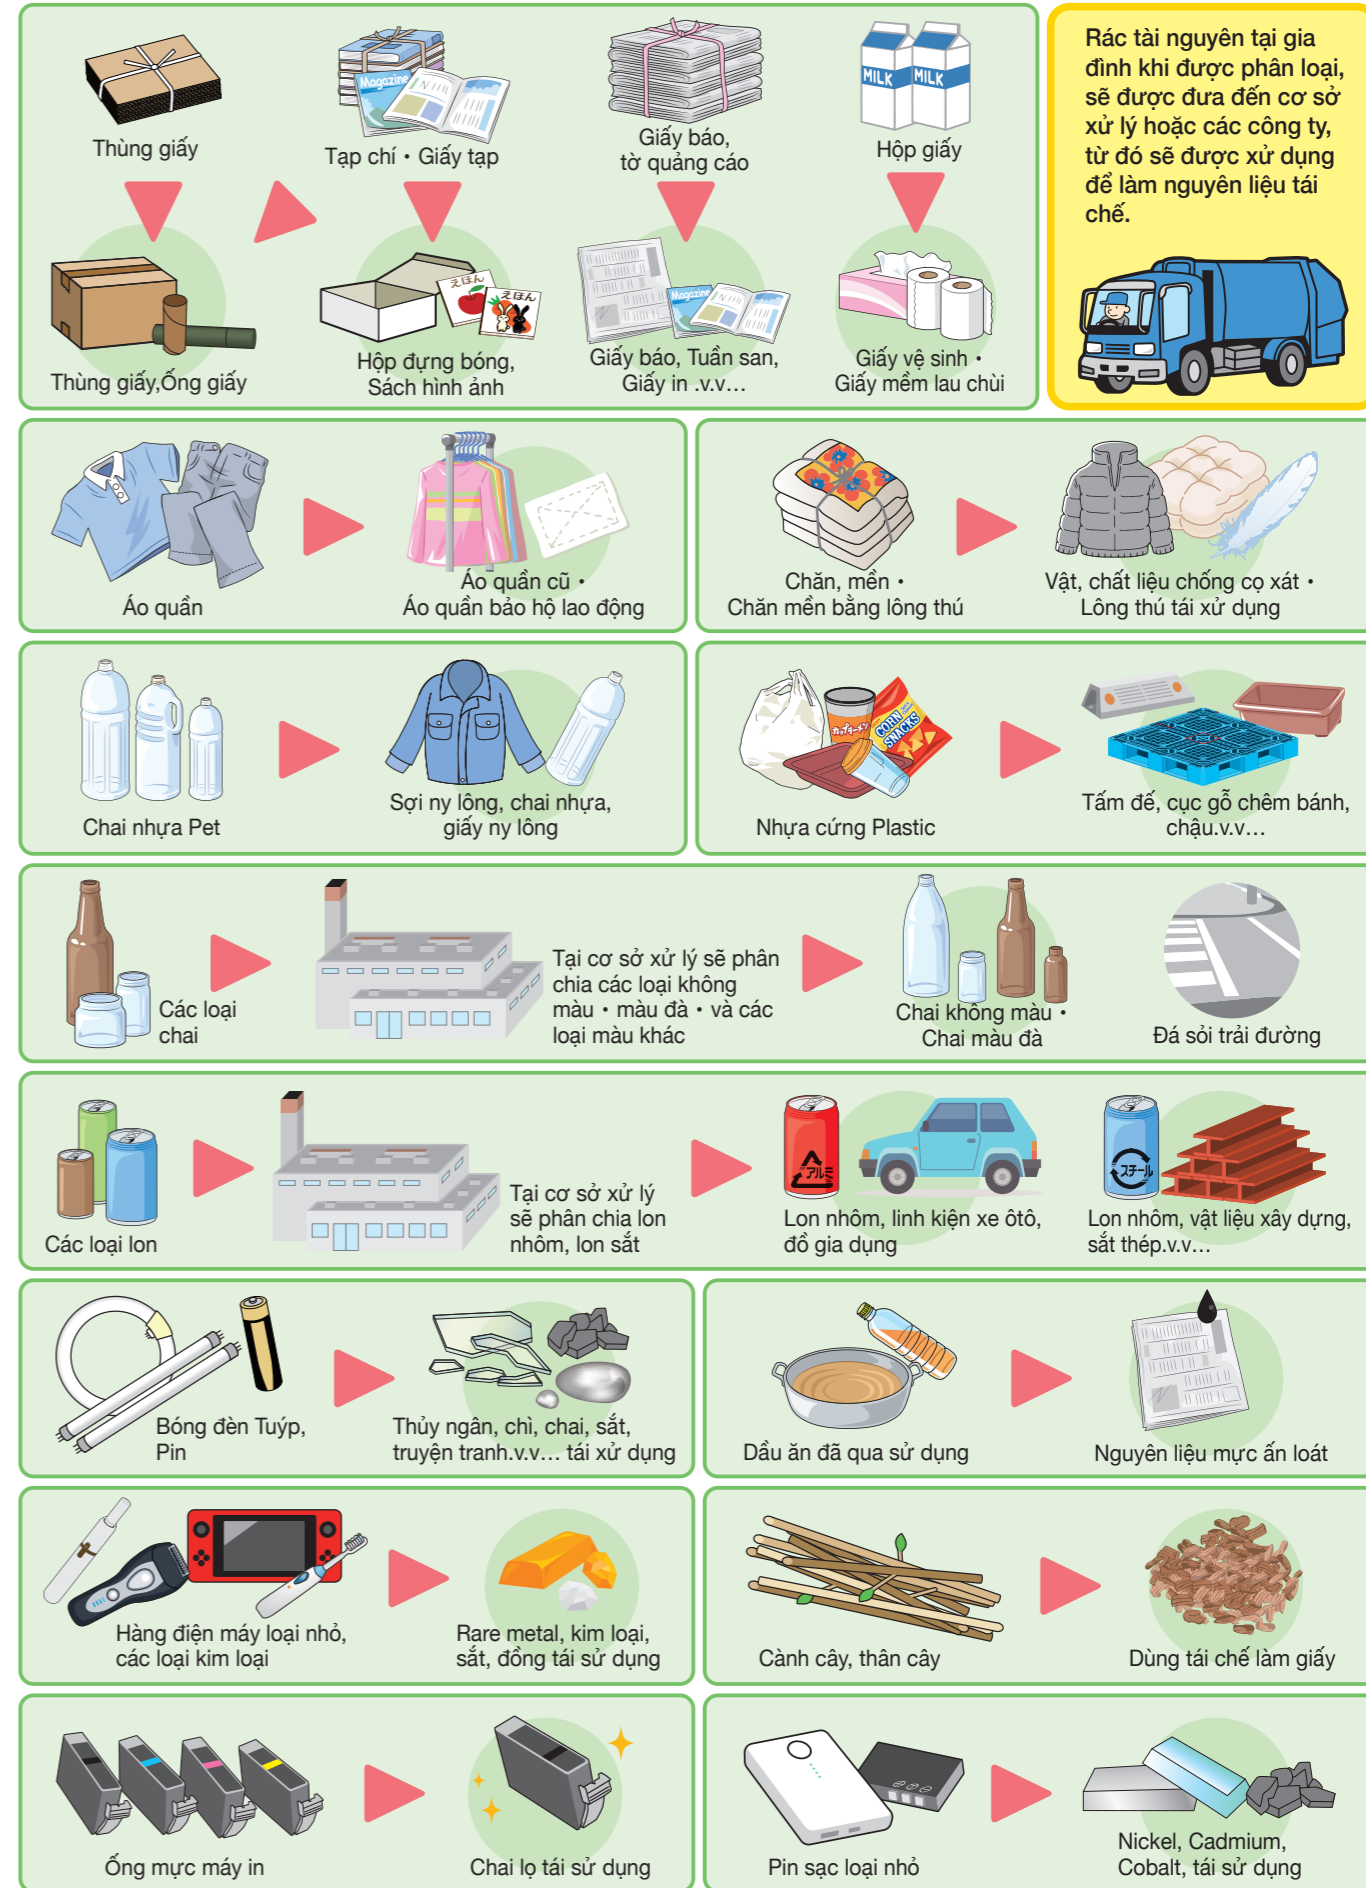 Magazine
MILK
MILK
Thùng giấy
Tạp chí・Giấy tạp
Giấy báo,
tờ quảng cáo
Hộp giấy
えほん
えほん
Magazine
Thùng giấy,Ống giấy
Hộp đựng bóng,
Sách hình ảnh
Giấy báo, Tuần san,
Giấy in .v.v…
Giấy vệ sinh・
Giấy mềm lau chùi
Rác tài nguyên tại gia
đình khi được phân loại,
sẽ được đưa đến cơ sở
xử lý hoặc các công ty,
từ đó sẽ được xử dụng
để làm nguyên liệu tái
chế.
Áo quần
Áo quần cũ・
Áo quần bảo hộ lao động
Chăn, mền・
Chăn mền bằng lông thú
Vật, chất liệu chống cọ xát・
Lông thú tái xử dụng
Chai nhựa Pet
Sợi ny lông, chai nhựa,
giấy ny lông
カップラーメン
CORN
SNACKS
Nhựa cứng Plastic
Tấm đế, cục gỗ chêm bánh,
chậu.v.v…
Các loại
chai
Tại cơ sở xử lý sẽ phân
chia các loại không
màu・màu đà・và các
loại màu khác
Chai không màu・
Chai màu đà
Đá sỏi trải đường
Các loại lon
Tại cơ sở xử lý
sẽ phân chia lon
nhôm, lon sắt
アルミ
Lon nhôm, linh kiện xe ôtô,
đồ gia dụng
スチール
Lon nhôm, vật liệu xây dựng,
sắt thép.v.v…
Bóng đèn Tuýp,
Pin
Thủy ngân, chì, chai, sắt,
truyện tranh.v.v… tái xử dụng
Dầu ăn đã qua sử dụng
Nguyên liệu mực ấn loát
Hàng điện máy loại nhỏ,
các loại kim loại
Rare metal, kim loại,
sắt, đồng tái sử dụng
Cành cây, thân cây
Dùng tái chế làm giấy
Ống mực máy in
Chai lọ tái sử dụng
Pin sạc loại nhỏ
Nickel, Cadmium,
Cobalt, tái sử dụng